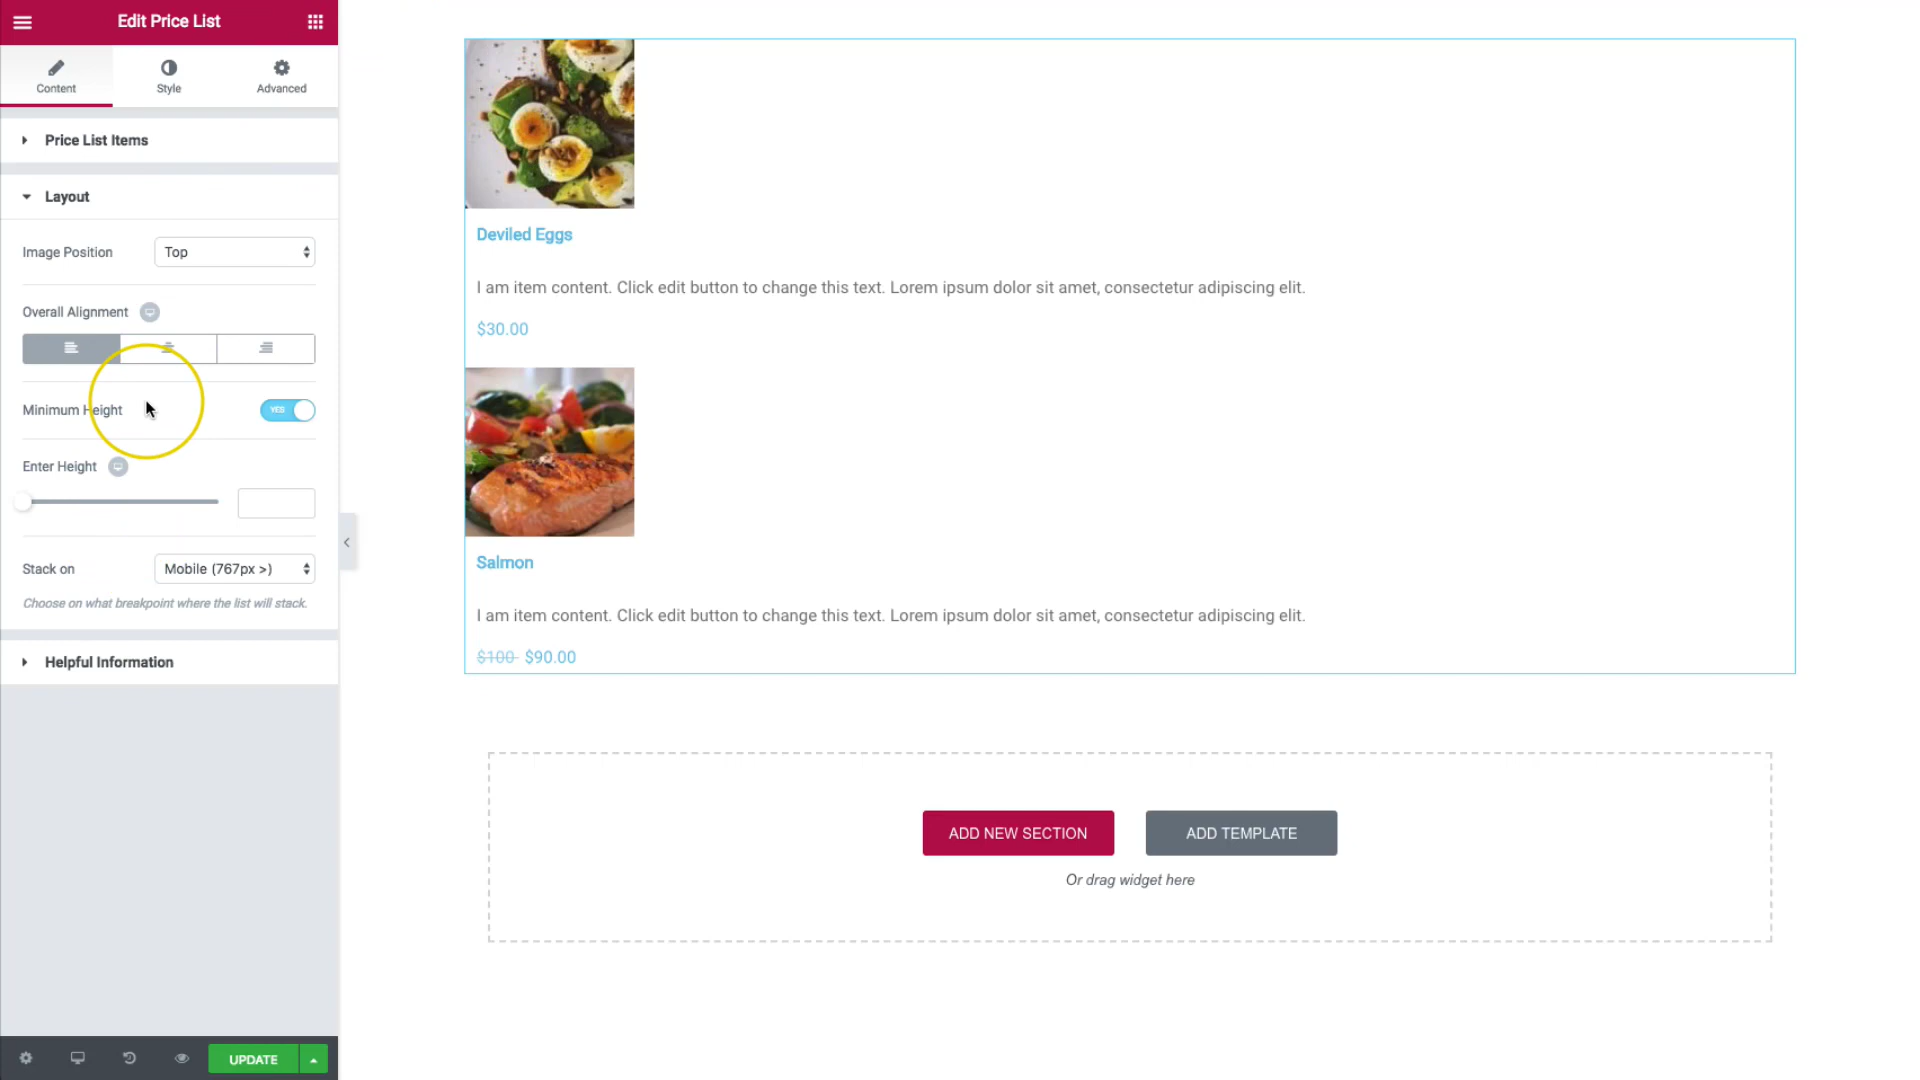 Edit Price List
Content
Style
Advanced
Price List Items
Layout
Image Position
Top
Overall Alignment
Minimum Height
YES
Enter Height
Stack on
Mobile (767px >)
Choose on what breakpoint where the list will stack.
Helpful Information
UPDATE
Deviled Eggs
I am item content. Click edit button to change this text. Lorem ipsum dolor sit amet, consectetur adipiscing elit.
$30.00
Salmon
I am item content. Click edit button to change this text. Lorem ipsum dolor sit amet, consectetur adipiscing elit.
$100 $90.00
ADD NEW SECTION
ADD TEMPLATE
Or drag widget here